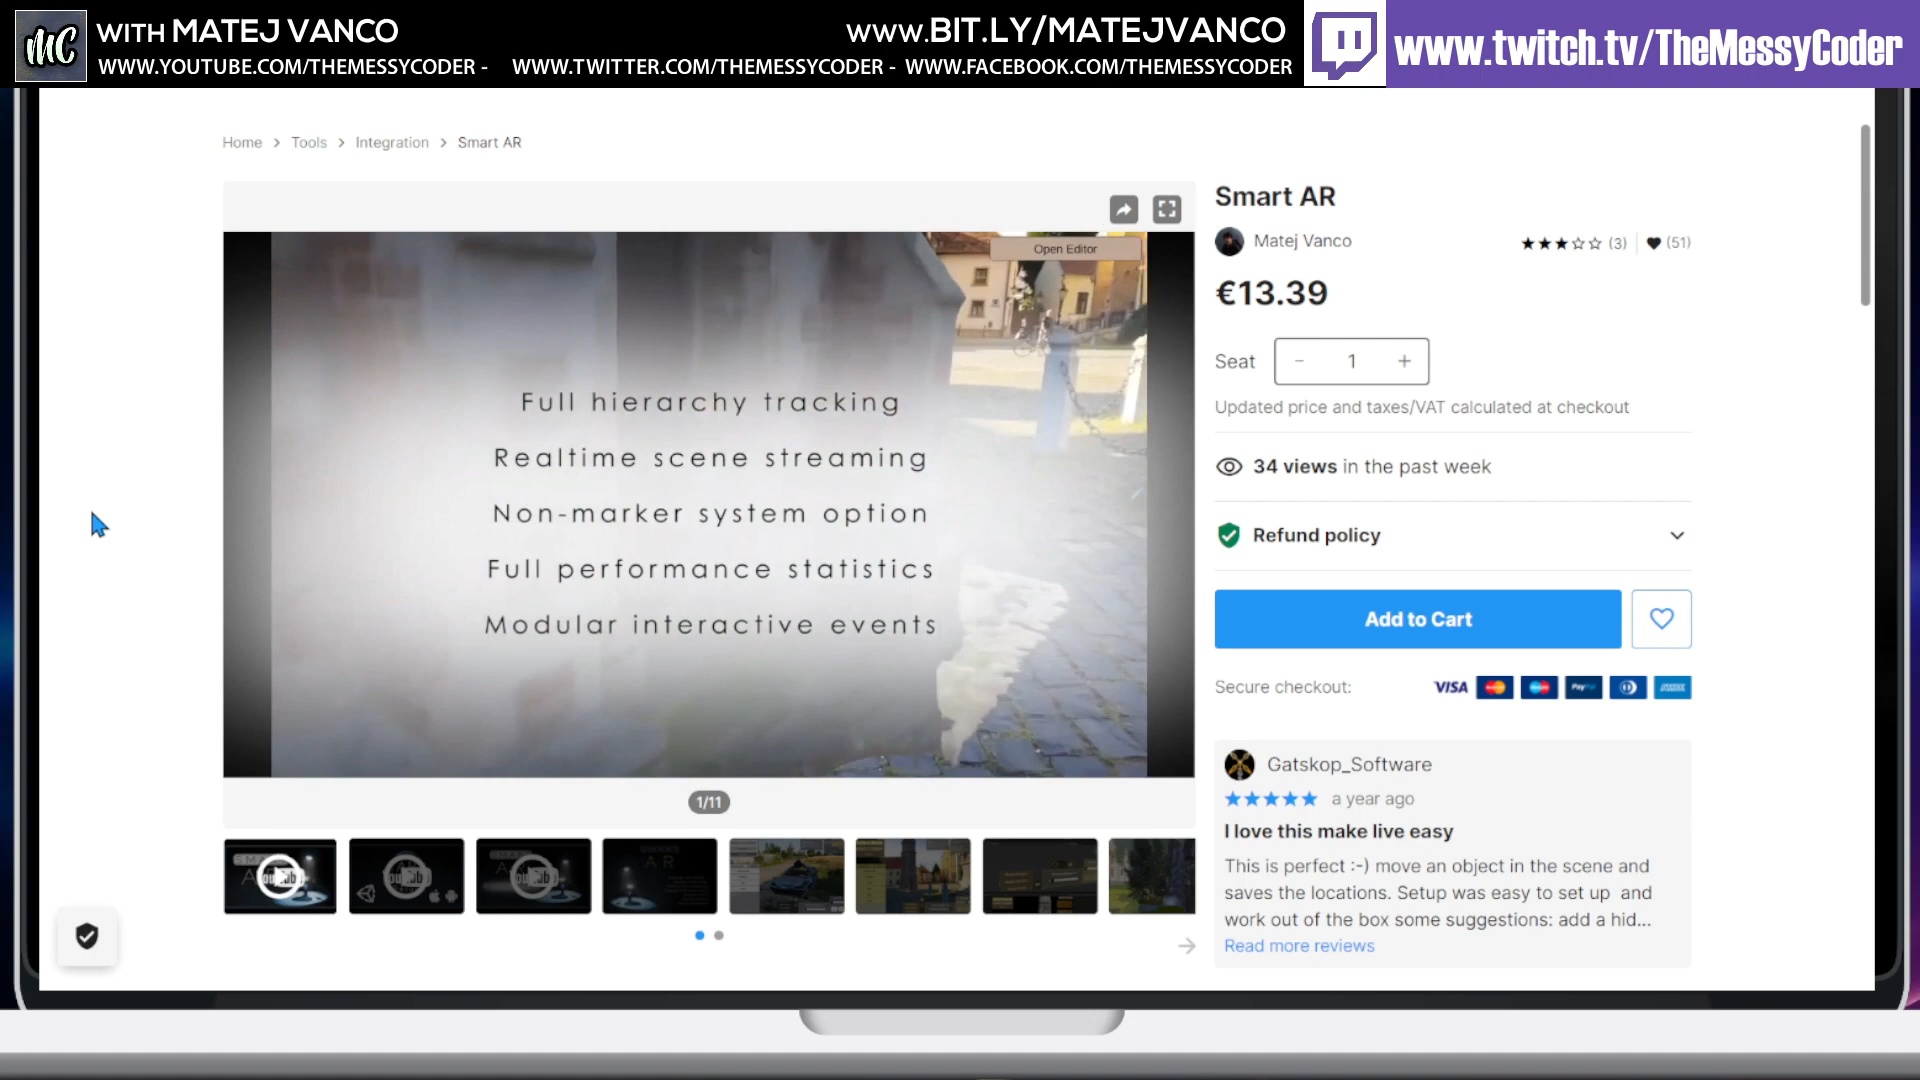 MC
WITH MATEJ VANCO
WWW.BIT.LY/MATEJVANCO
WWW.YOUTUBE.COM/THEMESSYCODER - WWW.TWITTER.COM/THEMESSYCODER - WWW.FACEBOOK.COM/THEMESSYCODER
www.twitch.tv/TheMessyCoder
Home > Tools > Integration > Smart AR
Open Editor
Full hierarchy tracking
Realtime scene streaming
Non-marker system option
Full performance statistics
Modular interactive events
1/11
Smart AR
Matej Vanco
(3)
(51)
€13.39
Seat
- 1 +
Updated price and taxes/VAT calculated at checkout
34 views in the past week
Refund policy
Add to Cart
Secure checkout:
VISA
PayPal
Gatskop_Software
a year ago
I love this make live easy
This is perfect :-) move an object in the scene and
saves the locations. Setup was easy to set up and
work out of the box some suggestions: add a hid...
Read more reviews